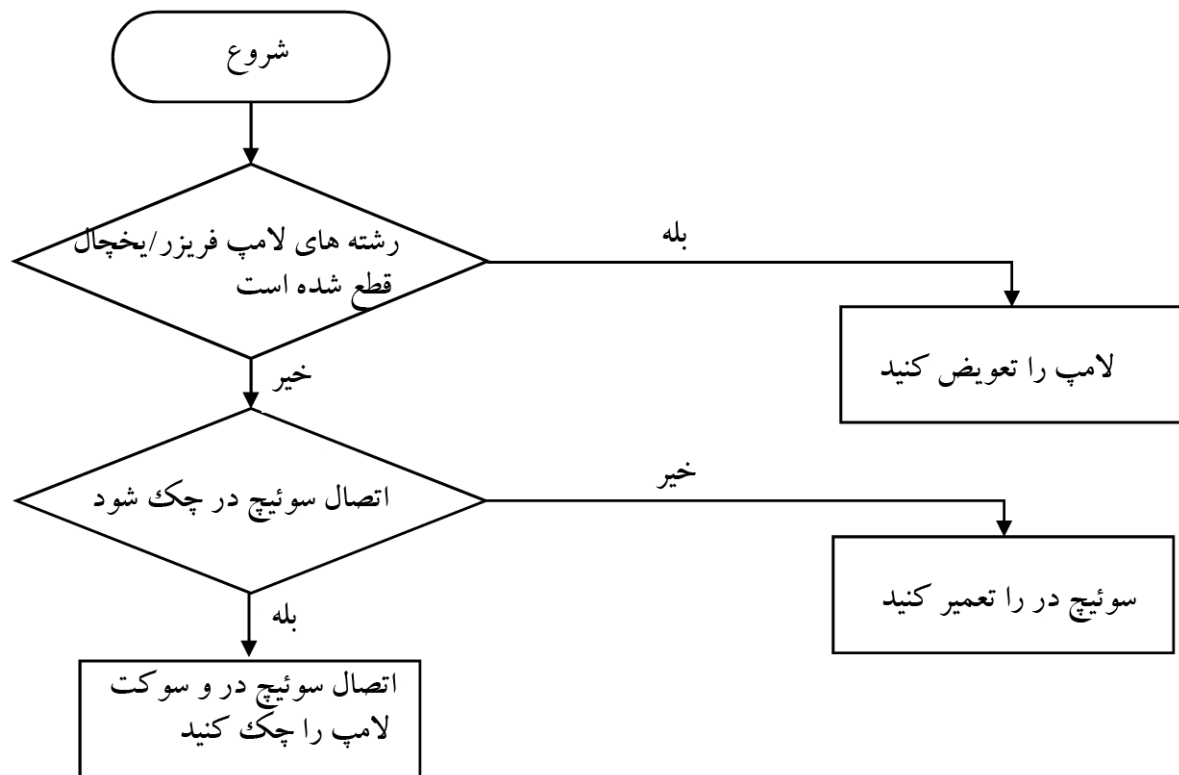 شروع
رشته های لامپ فریزر/یخچال
قطع شده است
بله
لامپ را تعویض کنید
خیر
اتصال سوئیچ در چک شود
خیر
سوئیچ در را تعمیر کنید
بله
اتصال سوئیچ در و سوکت
لامپ را چک کنید